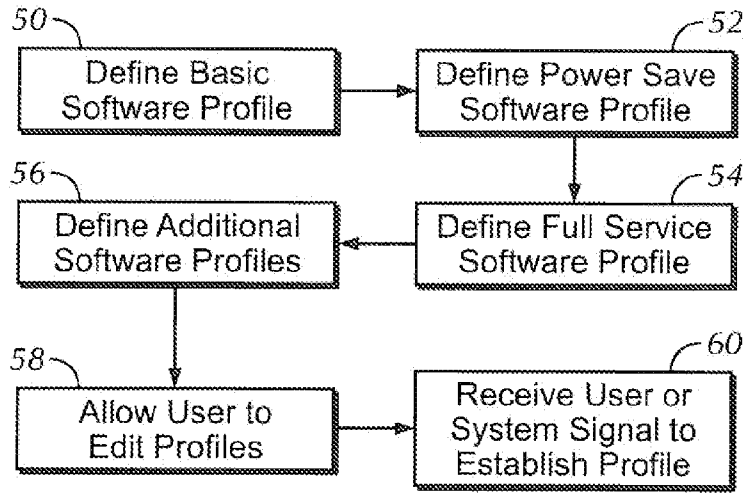 50
Define Basic
Software Profile
52
Define Power Save
Software Profile
54
Define Full Service
Software Profile
56
Define Additional
Software Profiles
58
Allow User to
Edit Profiles
60
Receive User or
System Signal to
Establish Profile